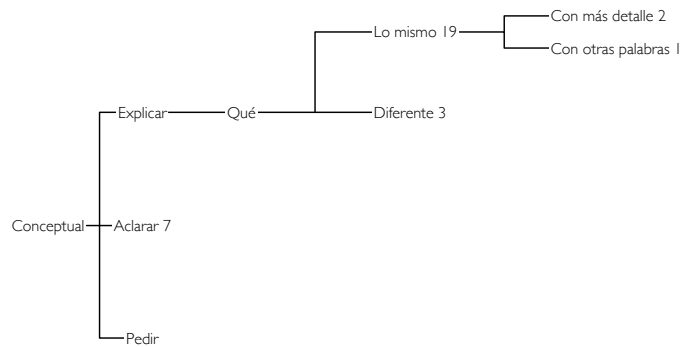 Con más detalle 2
Lo mismo 19
Con otras palabras 1
Explicar
Qué
Diferente 3
Conceptual
Aclarar 7
Pedir